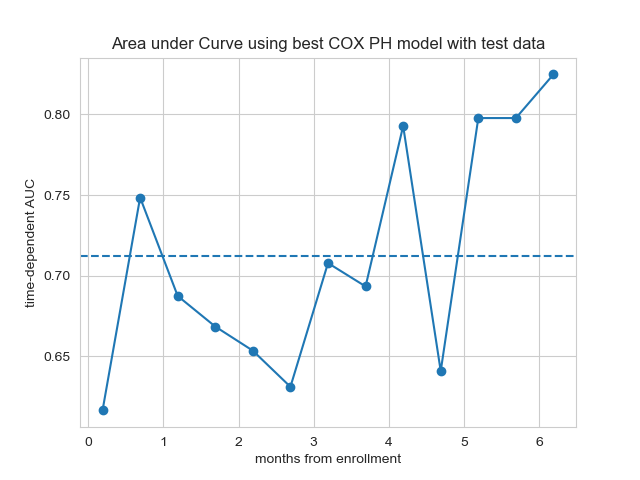 Area under Curve using best COX PH model with test data
time-dependent AUC
0.80
0.75
0.70
0.65
0 1 2 3 4 5 6
months from enrollment